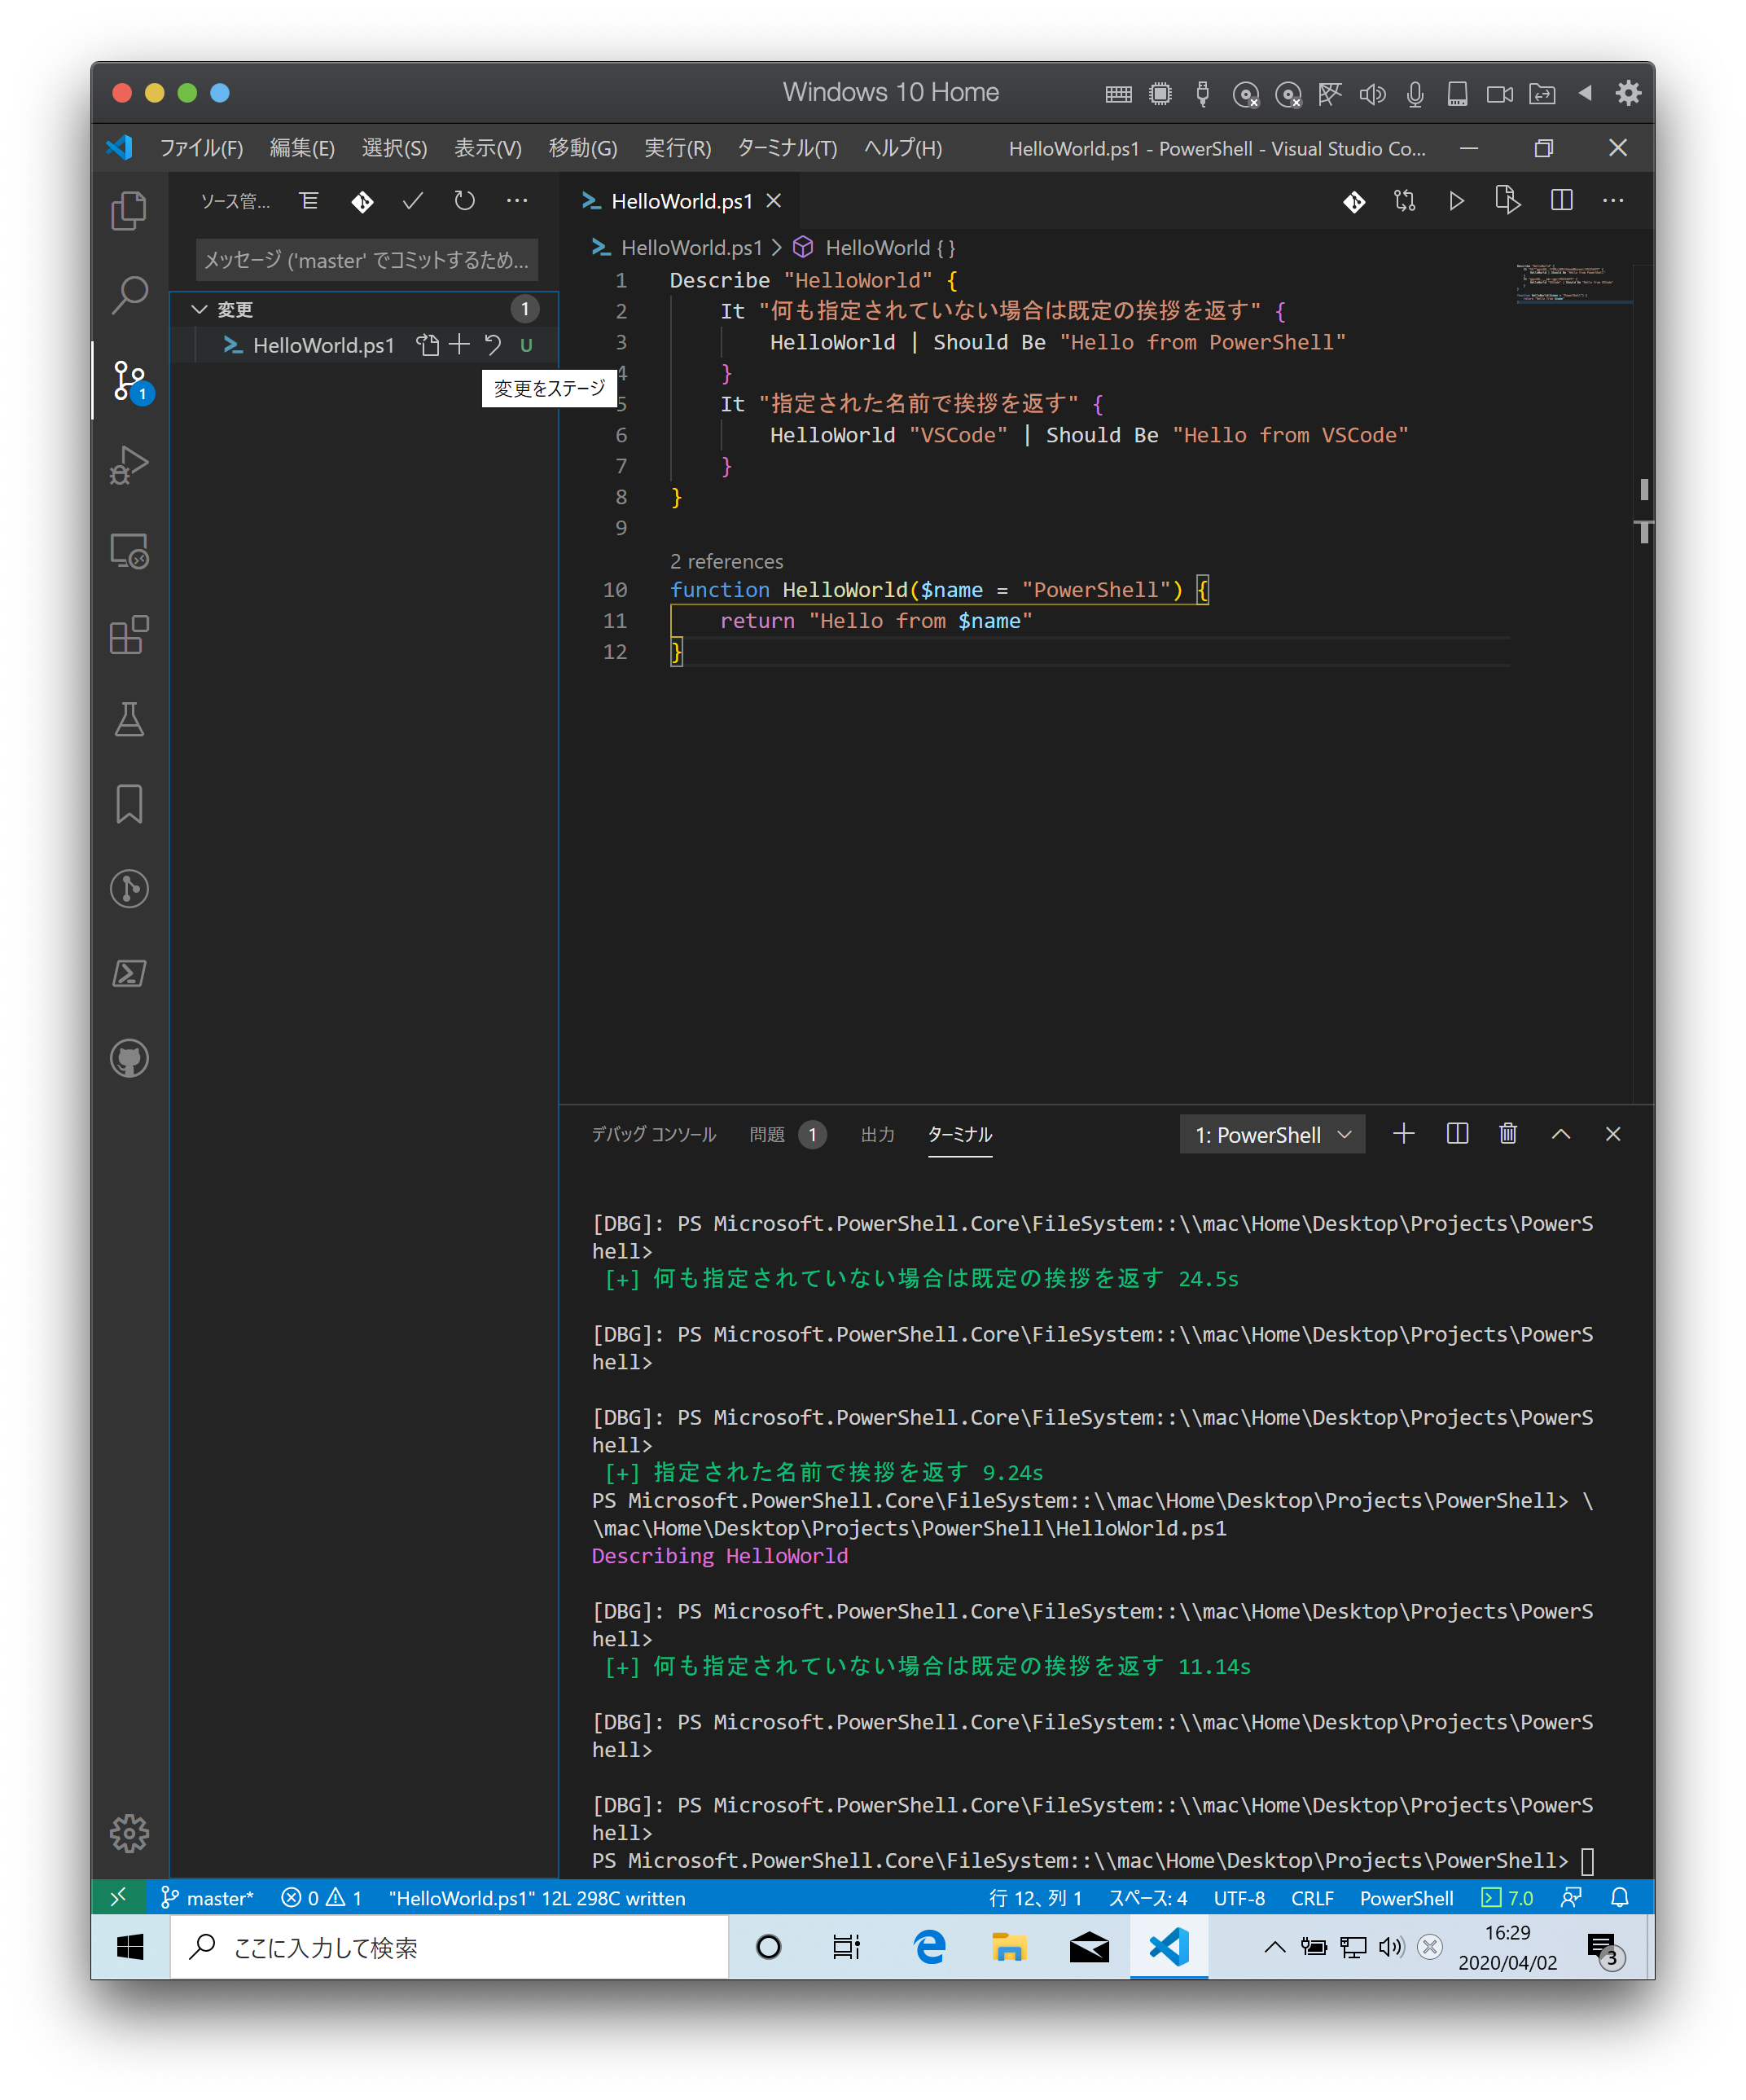 Windows 10 Home
ファイル(F) 編集(E) 選択(S) 表示(V) 移動(G) 実行(R) ターミナル(T) ヘルプ(H) HelloWorld.ps1 - PowerShell - Visual Studio Co...
ソース管...
メッセージ ('master' でコミットするため...
変更 1
HelloWorld.ps1 U
変更をステージ
1
HelloWorld.ps1
HelloWorld.ps1 HelloWorld { }
1 Describe "HelloWorld" {
2 It "何も指定されていない場合は既定の挨拶を返す" {
3 HelloWorld | Should Be "Hello from PowerShell"
4 }
5 It "指定された名前で挨拶を返す" {
6 HelloWorld "VSCode" | Should Be "Hello from VSCode"
7 }
8 }
9
2 references
10 function HelloWorld($name = "PowerShell") {
11 return "Hello from $name"
12 }
デバッグ コンソール 問題 1 出力 ターミナル 1: PowerShell
[DBG]: PS Microsoft.PowerShell.Core\FileSystem::\\mac\Home\Desktop\Projects\PowerS
hell>
[+] 何も指定されていない場合は既定の挨拶を返す 24.5s
[DBG]: PS Microsoft.PowerShell.Core\FileSystem::\\mac\Home\Desktop\Projects\PowerS
hell>
[DBG]: PS Microsoft.PowerShell.Core\FileSystem::\\mac\Home\Desktop\Projects\PowerS
hell>
[+] 指定された名前で挨拶を返す 9.24s
PS Microsoft.PowerShell.Core\FileSystem::\\mac\Home\Desktop\Projects\PowerShell> \
\mac\Home\Desktop\Projects\PowerShell\HelloWorld.ps1
Describing HelloWorld
[DBG]: PS Microsoft.PowerShell.Core\FileSystem::\\mac\Home\Desktop\Projects\PowerS
hell>
[+] 何も指定されていない場合は既定の挨拶を返す 11.14s
[DBG]: PS Microsoft.PowerShell.Core\FileSystem::\\mac\Home\Desktop\Projects\PowerS
hell>
[DBG]: PS Microsoft.PowerShell.Core\FileSystem::\\mac\Home\Desktop\Projects\PowerS
hell>
PS Microsoft.PowerShell.Core\FileSystem::\\mac\Home\Desktop\Projects\PowerShell>
master* 0 1 "HelloWorld.ps1" 12L 298C written 行 12、列 1 スペース: 4 UTF-8 CRLF PowerShell 7.0
ここに入力して検索
16:29
2020/04/02
3